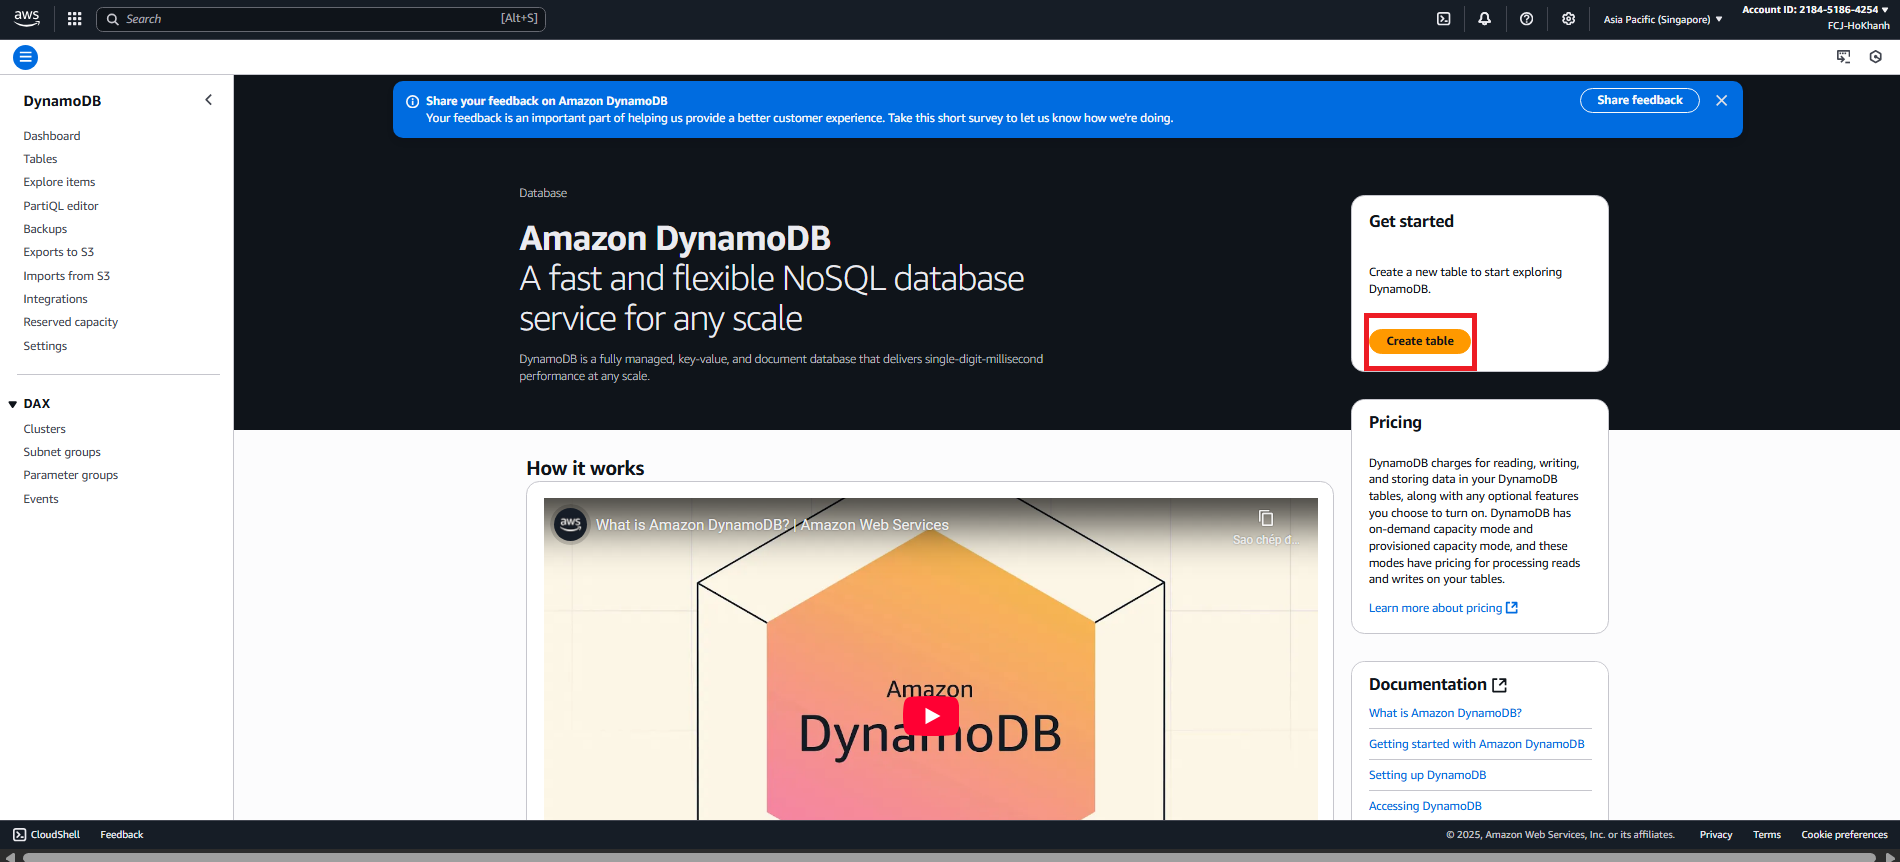 aws
Search
[Alt+S]
Asia Pacific (Singapore)
Account ID: 2184-5186-4254
FCJ-HoKhanh
DynamoDB
Dashboard
Tables
Explore items
PartiQL editor
Backups
Exports to S3
Imports from S3
Integrations
Reserved capacity
Settings
DAX
Clusters
Subnet groups
Parameter groups
Events
Share your feedback on Amazon DynamoDB
Your feedback is an important part of helping us provide a better customer experience. Take this short survey to let us know how we're doing.
Share feedback
Database
Amazon DynamoDB
A fast and flexible NoSQL database
service for any scale
DynamoDB is a fully managed, key-value, and document database that delivers single-digit-millisecond
performance at any scale.
Get started
Create a new table to start exploring
DynamoDB.
Create table
Pricing
DynamoDB charges for reading, writing,
and storing data in your DynamoDB
tables, along with any optional features
you choose to turn on. DynamoDB has
on-demand capacity mode and
provisioned capacity mode, and these
modes have pricing for processing reads
and writes on your tables.
Learn more about pricing
How it works
aws
What is Amazon DynamoDB? | Amazon Web Services
Sao chép đ...
Amazon
DynamoDB
Documentation
What is Amazon DynamoDB?
Getting started with Amazon DynamoDB
Setting up DynamoDB
Accessing DynamoDB
CloudShell
Feedback
© 2025, Amazon Web Services, Inc. or its affiliates.
Privacy
Terms
Cookie preferences